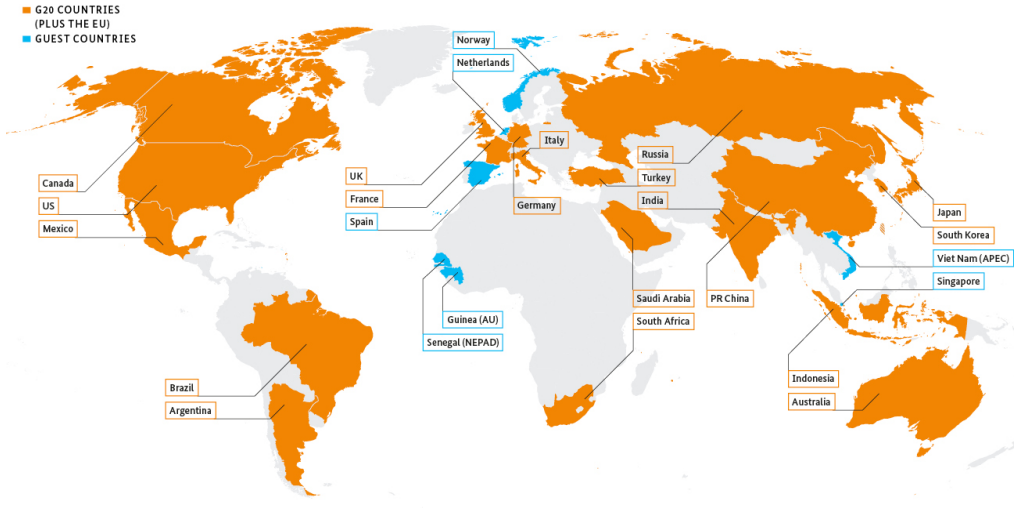 G20 COUNTRIES
(PLUS THE EU)
GUEST COUNTRIES
Norway
Netherlands
Italy
Russia
UK
Turkey
Canada
France
India
US
Germany
Spain
Japan
Mexico
South Korea
Viet Nam (APEC)
Singapore
Saudi Arabia
PR China
Guinea (AU)
South Africa
Senegal (NEPAD)
Indonesia
Brazil
Australia
Argentina